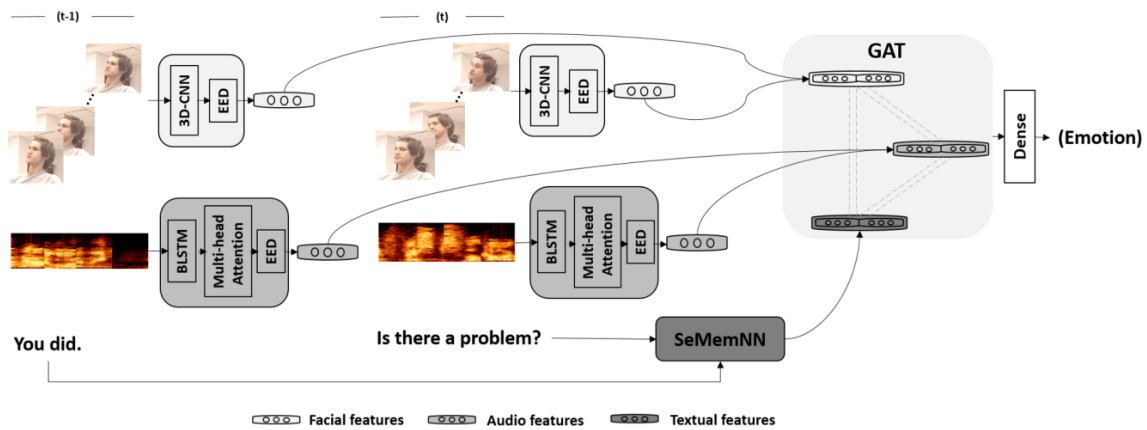 (t-1)
(t)
GAT
3D-CNN
EED
3D-CNN
EED
Dense
(Emotion)
BLSTM
Multi-head
Attention
EED
BLSTM
Multi-head
Attention
EED
You did.
Is there a problem?
SeMemNN
Facial features
Audio features
Textual features